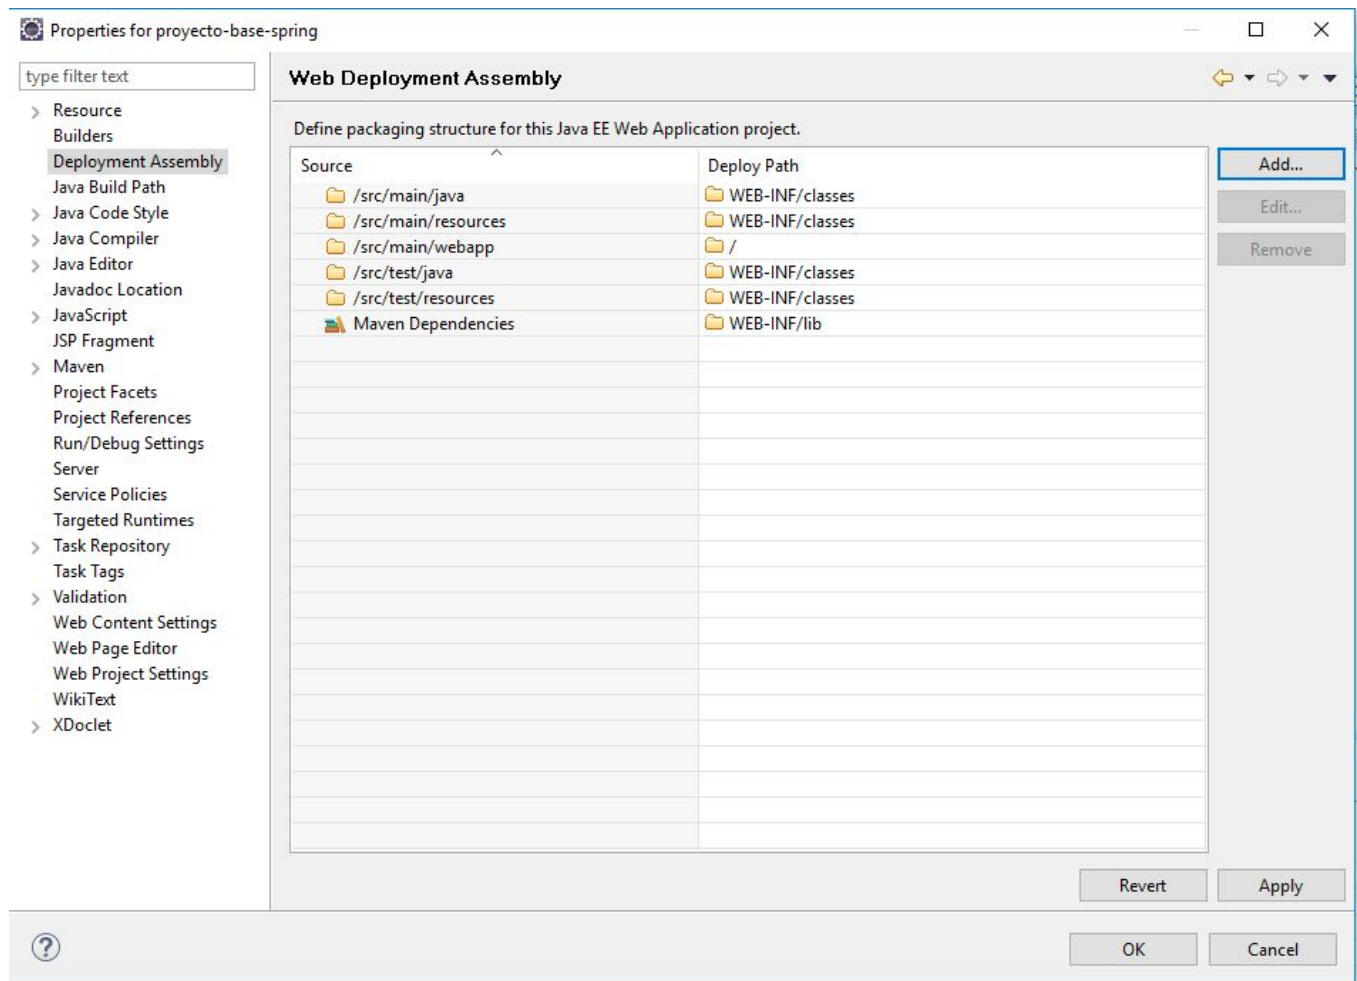 Properties for proyecto-base-spring
type filter text
Resource
Builders
Deployment Assembly
Java Build Path
Java Code Style
Java Compiler
Java Editor
Javadoc Location
JavaScript
JSP Fragment
Maven
Project Facets
Project References
Run/Debug Settings
Server
Service Policies
Targeted Runtimes
Task Repository
Task Tags
Validation
Web Content Settings
Web Page Editor
Web Project Settings
WikiText
XDoclet
Web Deployment Assembly
Define packaging structure for this Java EE Web Application project.
Source Deploy Path
/src/main/java WEB-INF/classes
/src/main/resources WEB-INF/classes
/src/main/webapp /
/src/test/java WEB-INF/classes
/src/test/resources WEB-INF/classes
Maven Dependencies WEB-INF/lib
Add...
Edit...
Remove
Revert Apply
OK Cancel